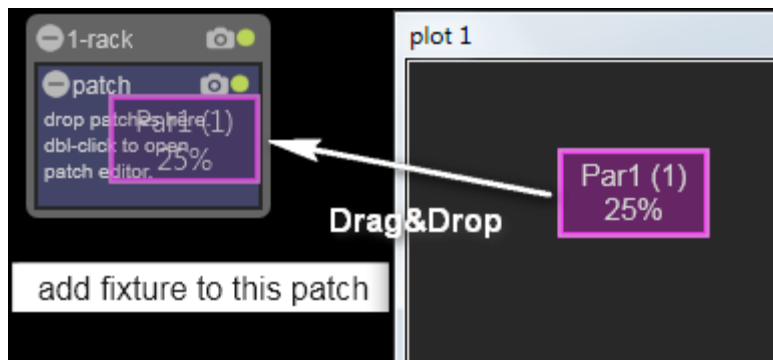 1-rack
patch
drop patches here.
dbl-click to open
patch editor.
Par1 (1)
25%
plot 1
Par1 (1)
25%
Drag&Drop
add fixture to this patch